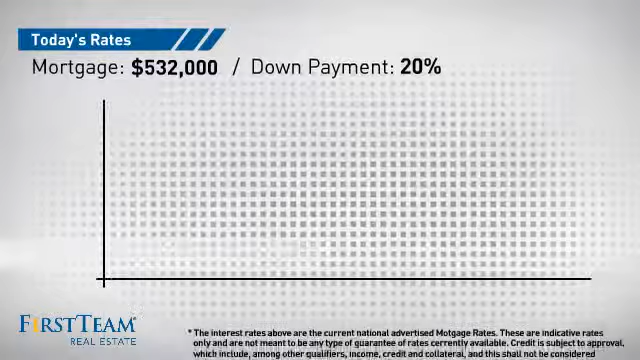 Today's Rates
Mortgage: $532,000 / Down Payment: 20%
FIRSTTEAM®
REAL ESTATE
* The interest rates above are the current national advertised Motgage Rates. These are indicative rates
only and are not meant to be any type of guarantee of rates currently available. Credit is subject to approval,
which include, among other qualifiers, income, credit and collateral, and this shall not be considered